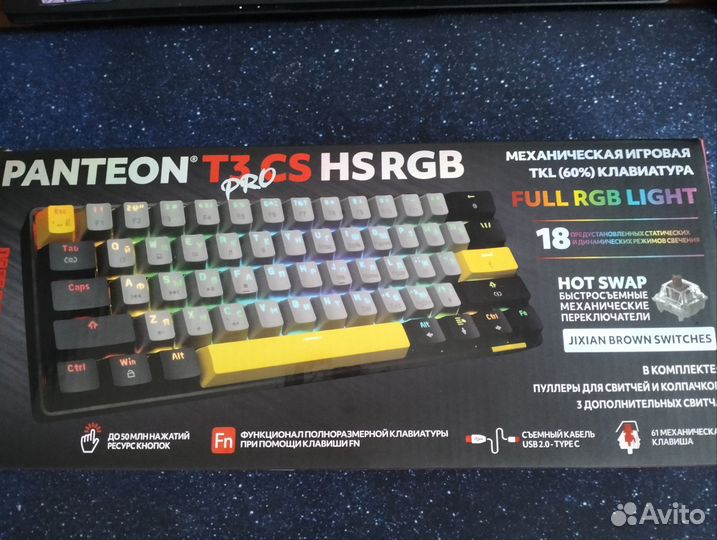 PANTEON® T3 CS HS RGB
PRO
МЕХАНИЧЕСКАЯ ИГРОВАЯ
TKL (60%) КЛАВИАТУРА
FULL RGB LIGHT
18 ПРЕДУСТАНОВЛЕННЫХ СТАТИЧЕСКИХ
И ДИНАМИЧЕСКИХ РЕЖИМОВ СВЕЧЕНИЯ
HOT SWAP
БЫСТРОСЪЕМНЫЕ
МЕХАНИЧЕСКИЕ
ПЕРЕКЛЮЧАТЕЛИ
JIXIAN BROWN SWITCHES
В КОМПЛЕКТЕ:
ПУЛЛЕРЫ ДЛЯ СВИТЧЕЙ И КОЛПАЧКО
3 ДОПОЛНИТЕЛЬНЫХ СВИТЧ
Esc
Tab
Caps
Ctrl
Win
Alt
Alt
Ctrl
Fn
ДО 50 МЛН НАЖАТИЙ
РЕСУРС КНОПОК
Fn
ФУНКЦИОНАЛ ПОЛНОРАЗМЕРНОЙ КЛАВИАТУРЫ
ПРИ ПОМОЩИ КЛАВИШИ FN
СЪЕМНЫЙ КАБЕЛЬ
USB 2.0 - TYPE C
61 МЕХАНИЧЕСКА
КЛАВИША
Avito